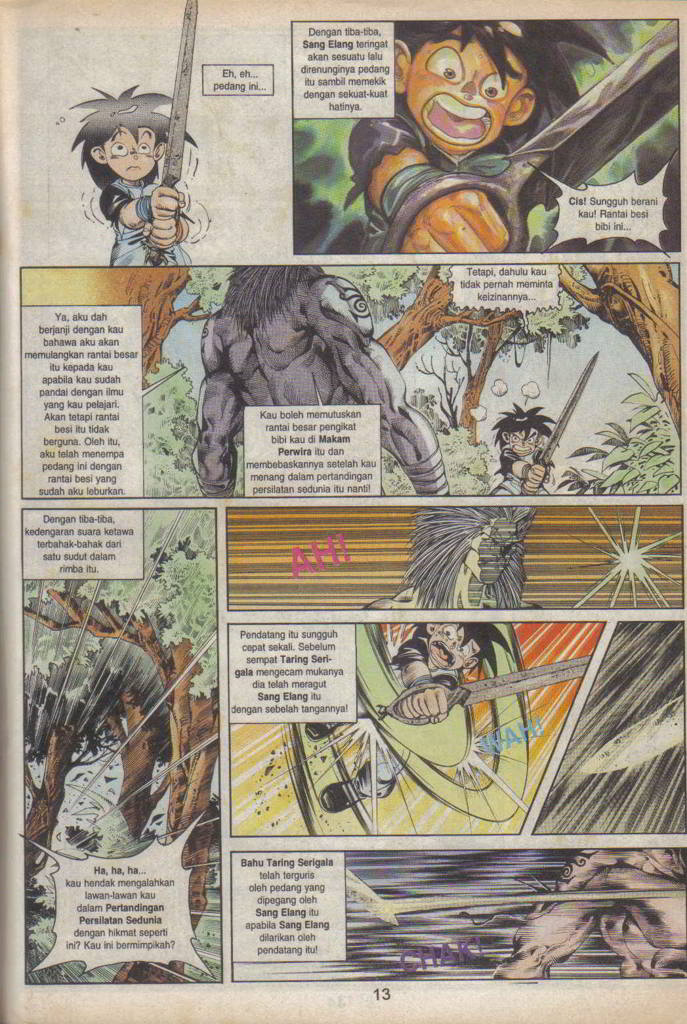 Eh, eh...
pedang ini...
Dengan tiba-tiba,
Sang Elang teringat
akan sesuatu lalu
direnunginya pedang
itu sambil memekik
dengan sekuat-kuat
hatinya.
Cis! Sungguh berani
kau! Rantai besi
bibi ini...
Ya, aku dah
berjanji dengan kau
bahawa aku akan
memulangkan rantai besar
itu kepada kau
apabila kau sudah
pandai dengan ilmu
yang kau pelajari.
Akan tetapi rantai
besi itu tidak
berguna. Oleh itu,
aku telah menempa
pedang ini dengan
rantai besi yang
sudah aku leburkan.
Kau boleh memutuskan
rantai besar pengikat
bibi kau di Makam
Perwira itu dan
membebaskannya setelah kau
menang dalam pertandingan
persilatan sedunia itu nanti!
Tetapi, dahulu kau
tidak pernah meminta
keizinannya...
Dengan tiba-tiba,
kedengaran suara ketawa
terbahak-bahak dari
satu sudut dalam
rimba itu.
Ha, ha, ha...
kau hendak mengalahkan
lawan-lawan kau
dalam Pertandingan
Persilatan Sedunia
dengan hikmat seperti
ini? Kau ini bermimpikah?
AH!
Pendatang itu sungguh
cepat sekali. Sebelum
sempat Taring Seri-
gala mengecam mukanya
dia telah meragut
Sang Elang itu
dengan sebelah tangannya!
WAH!
Bahu Taring Serigala
telah terguris
oleh pedang yang
dipegang oleh
Sang Elang itu
apabila Sang Elang
dilarikan oleh
pendatang itu!
CHAK!
13